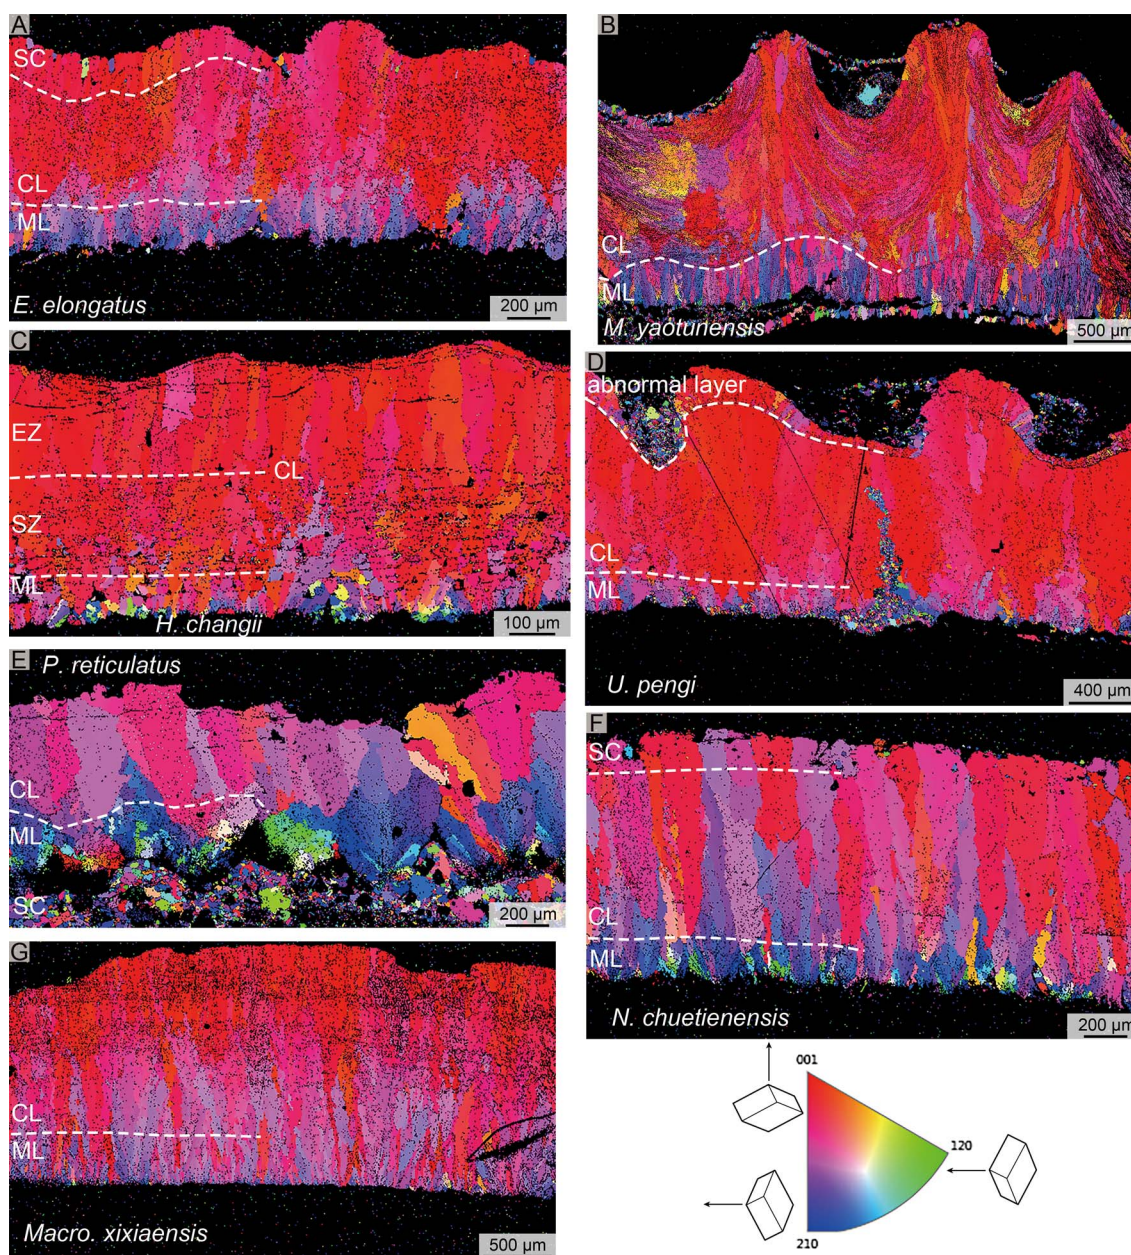 A
SC
CL
ML
E. elongatus
200 µm
B
CL
ML
M. yaotunensis
500 µm
C
EZ
CL
SZ
ML
H. changii
100 µm
D
abnormal layer
CL
ML
U. pengi
400 µm
E
P. reticulatus
CL
ML
SC
200 µm
F
SC
CL
ML
N. chuetienensis
200 µm
G
CL
ML
Macro. xixiaensis
500 µm
001
120
210